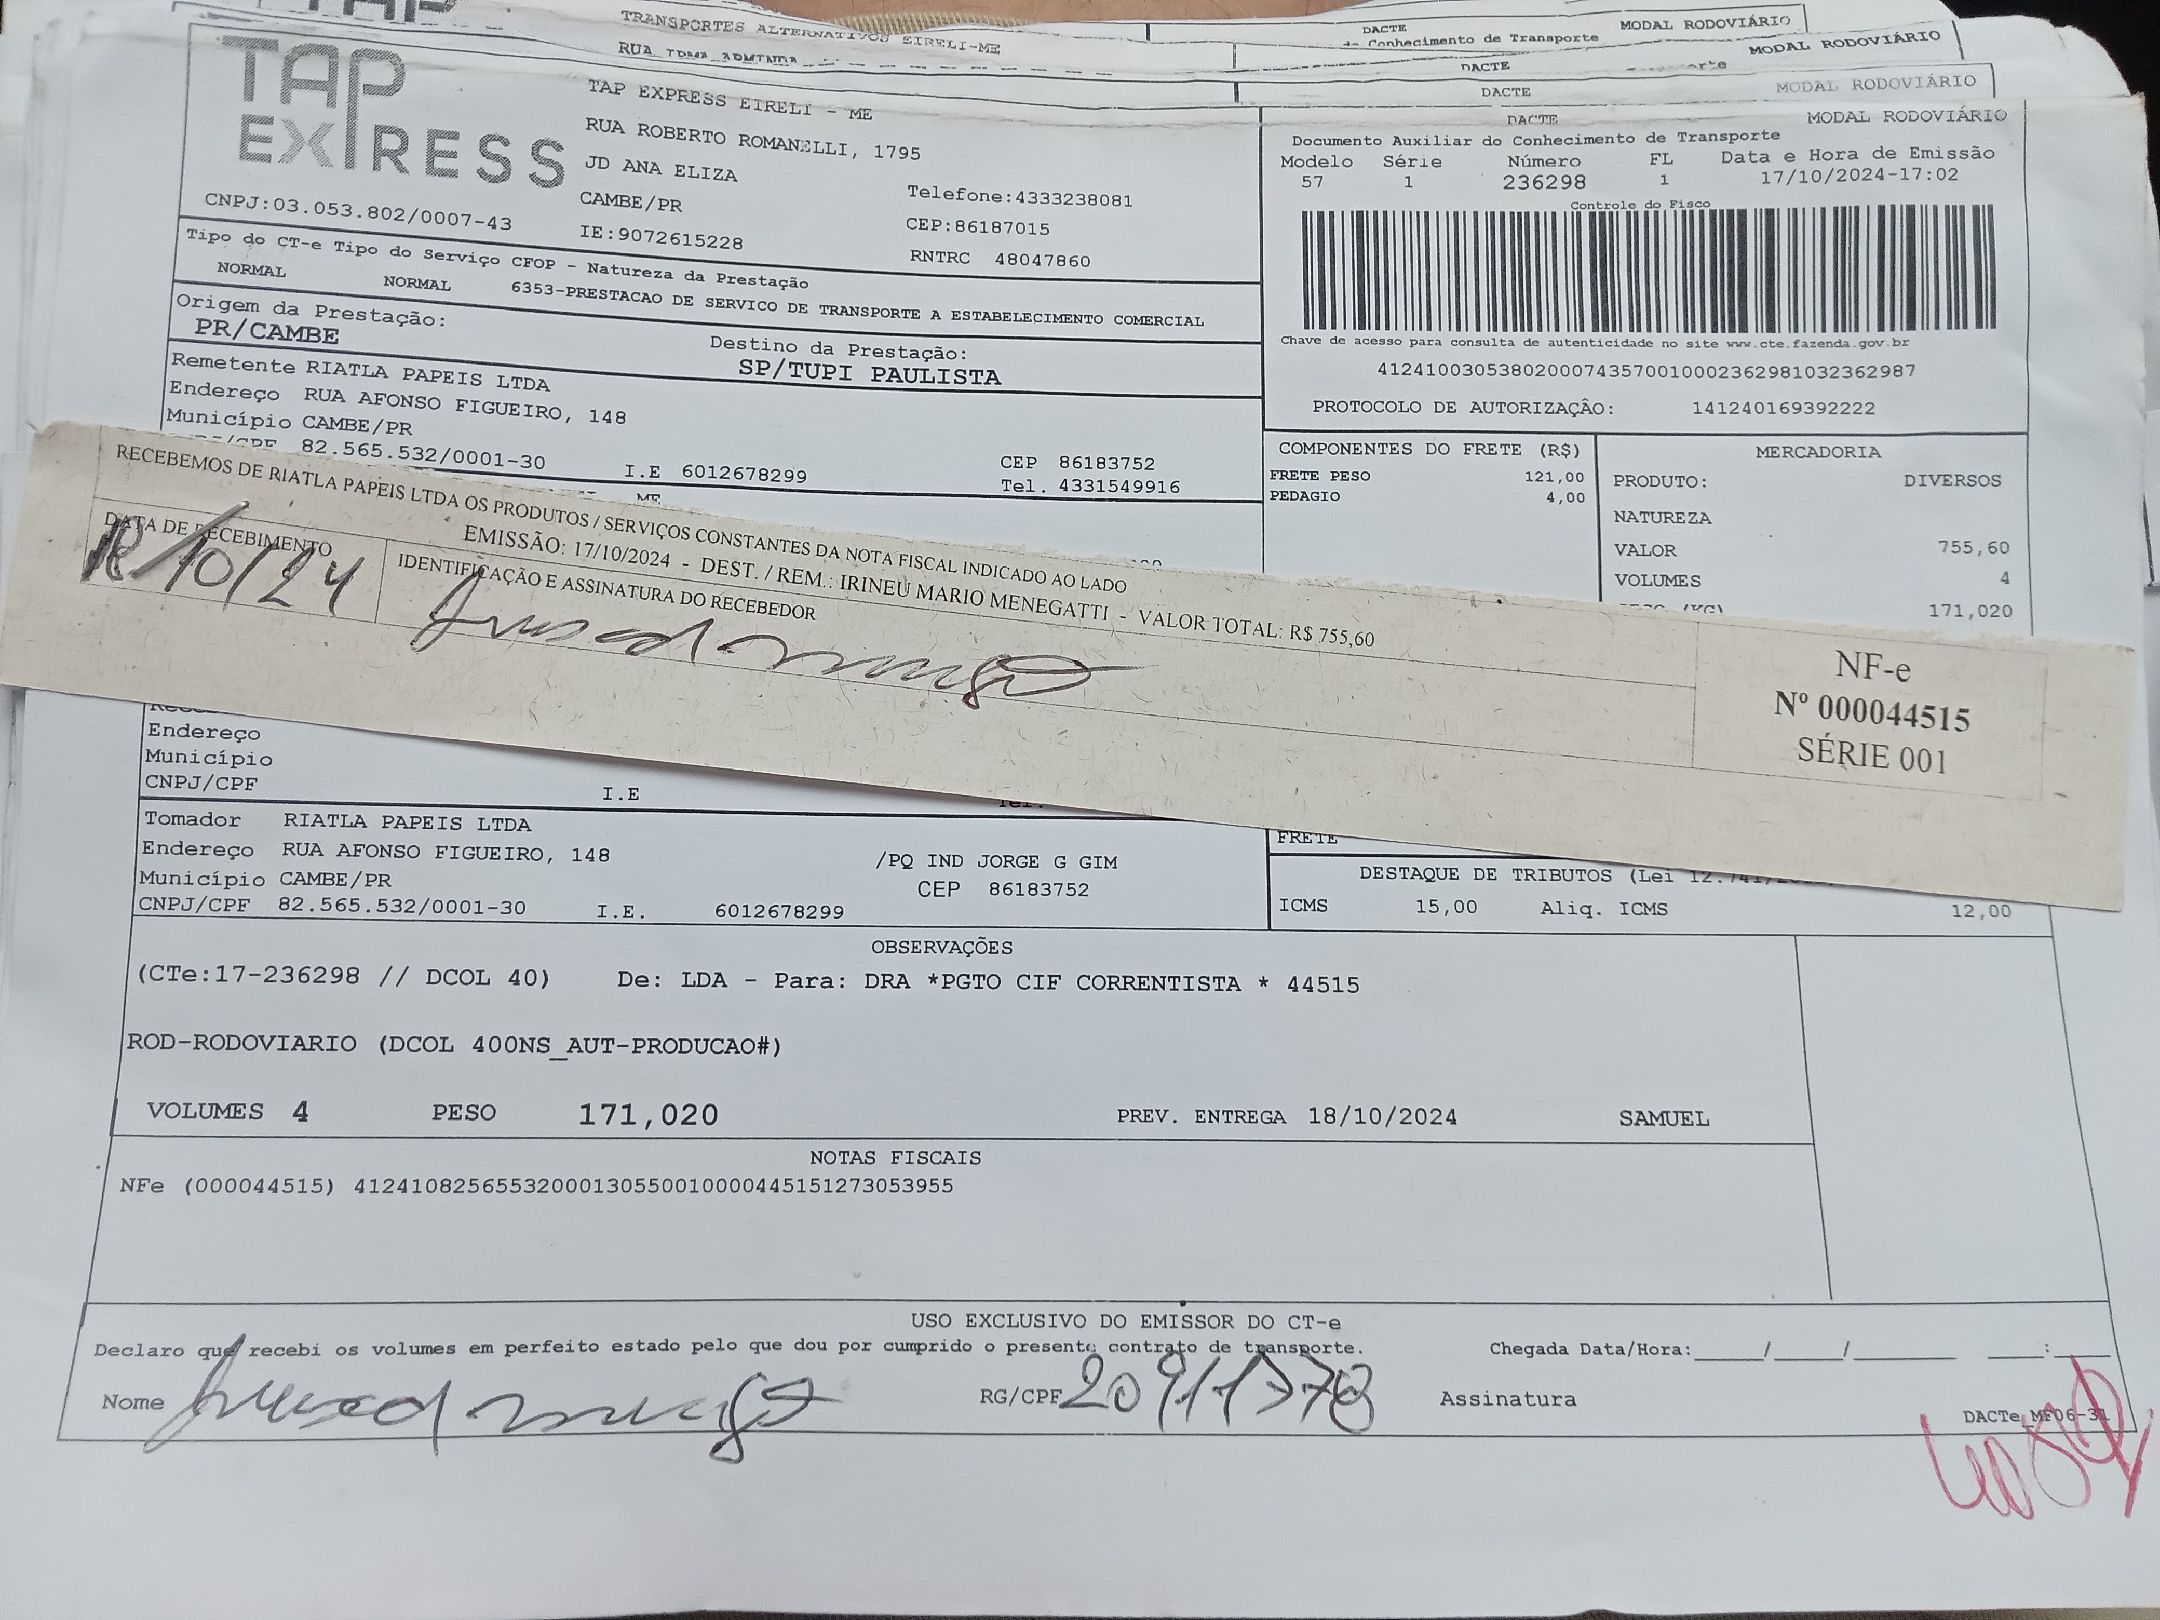 TRANSPORTES ALTERNATIVOS EIRELI-ME
DACTE
MODAL RODOVIÁRIO
Conhecimento de Transporte
DACTE
MODAL RODOVIÁRIO
DACTE
MODAL RODOVIÁRIO
TAP EXPRESS
TAP EXPRESS EIRELI - ME
RUA ROBERTO ROMANELLI, 1795
JD ANA ELIZA
CAMBE/PR Telefone:4333238081
CNPJ:03.053.802/0007-43 IE:9072615228 CEP:86187015
RNTRC 48047860
DACTE MODAL RODOVIÁRIO
Documento Auxiliar do Conhecimento de Transporte
Modelo Série Número FL Data e Hora de Emissão
57 1 236298 1 17/10/2024-17:02
Controle do Fisco
Chave de acesso para consulta de autenticidade no site www.cte.fazenda.gov.br
41241003053802000743570010002362981032362987
PROTOCOLO DE AUTORIZAÇÃO: 141240169392222
Tipo do CT-e Tipo do Serviço CFOP - Natureza da Prestação
NORMAL NORMAL 6353-PRESTACAO DE SERVICO DE TRANSPORTE A ESTABELECIMENTO COMERCIAL
Origem da Prestação: Destino da Prestação:
PR/CAMBE SP/TUPI PAULISTA
Remetente RIATLA PAPEIS LTDA
Endereço RUA AFONSO FIGUEIRO, 148
Município CAMBE/PR CEP 86183752
82.565.532/0001-30 I.E 6012678299 Tel. 4331549916
ME
COMPONENTES DO FRETE (R$)
FRETE PESO 121,00
PEDAGIO 4,00
MERCADORIA
PRODUTO: DIVERSOS
NATUREZA
VALOR 755,60
VOLUMES 4
171,020
RECEBEMOS DE RIATLA PAPEIS LTDA OS PRODUTOS / SERVIÇOS CONSTANTES DA NOTA FISCAL INDICADO AO LADO
EMISSÃO: 17/10/2024 - DEST. / REM.: IRINEU MARIO MENEGATTI - VALOR TOTAL: R$ 755,60
DATA DE RECEBIMENTO
/10/24
IDENTIFICAÇÃO E ASSINATURA DO RECEBEDOR
NF-e
Nº 000044515
SÉRIE 001
Endereço
Município
CNPJ/CPF I.E
Tomador RIATLA PAPEIS LTDA
Endereço RUA AFONSO FIGUEIRO, 148 /PQ IND JORGE G GIM
Município CAMBE/PR CEP 86183752
CNPJ/CPF 82.565.532/0001-30 I.E. 6012678299
FRETE
DESTAQUE DE TRIBUTOS (Lei
ICMS 15,00 Aliq. ICMS 12,00
OBSERVAÇÕES
(CTe:17-236298 // DCOL 40) De: LDA - Para: DRA *PGTO CIF CORRENTISTA * 44515
ROD-RODOVIARIO (DCOL 400NS_AUT-PRODUCAO#)
VOLUMES 4 PESO 171,020 PREV. ENTREGA 18/10/2024 SAMUEL
NOTAS FISCAIS
NFe (000044515) 41241082565532000130550010000445151273053955
USO EXCLUSIVO DO EMISSOR DO CT-e
Declaro que recebi os volumes em perfeito estado pelo que dou por cumprido o presente contrato de transporte. Chegada Data/Hora:_____/_____/_______ ____:____
Nome RG/CPF Assinatura
DACTe_MF06-31